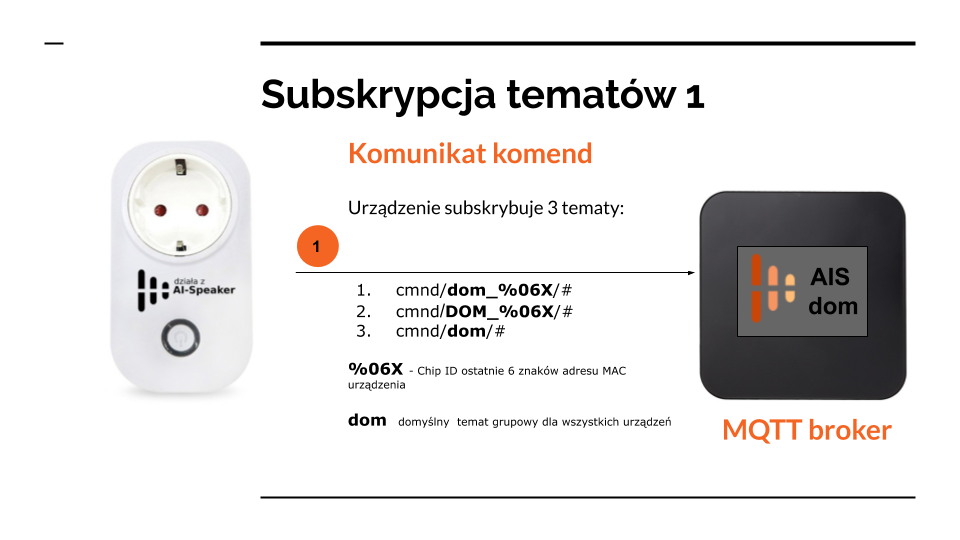 Subskrypcja tematów 1
Komunikat komend
Urządzenie subskrybuje 3 tematy:
1
1. cmnd/dom_%06X/#
2. cmnd/DOM_%06X/#
3. cmnd/dom/#
%06X - Chip ID ostatnie 6 znaków adresu MAC
urządzenia
dom domyślny temat grupowy dla wszystkich urządzeń
działa z
AI-Speaker
AIS
dom
MQTT broker